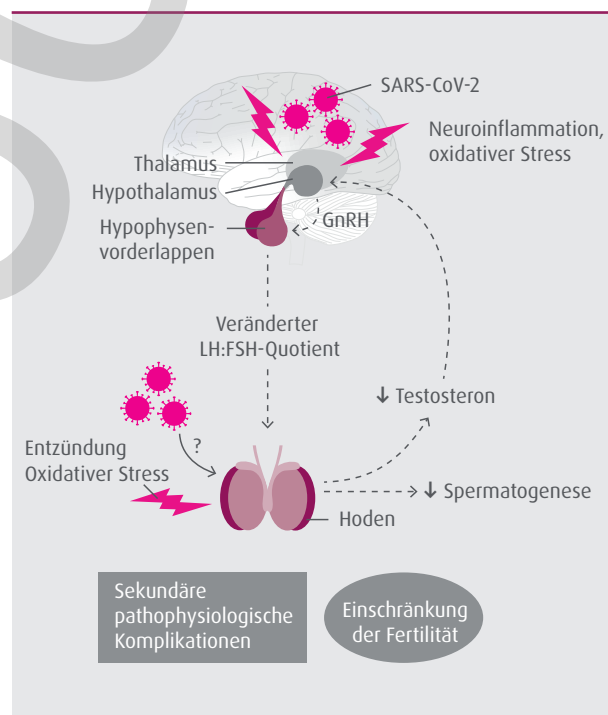 SARS-CoV-2
Neuroinflammation,
oxidativer Stress
Thalamus
Hypothalamus
GnRH
Hypophysen-
vorderlappen
Veränderter
LH:FSH-Quotient
↓ Testosteron
?
Entzündung
Oxidativer Stress
↓ Spermatogenese
Hoden
Sekundäre
pathophysiologische
Komplikationen
Einschränkung
der Fertilität